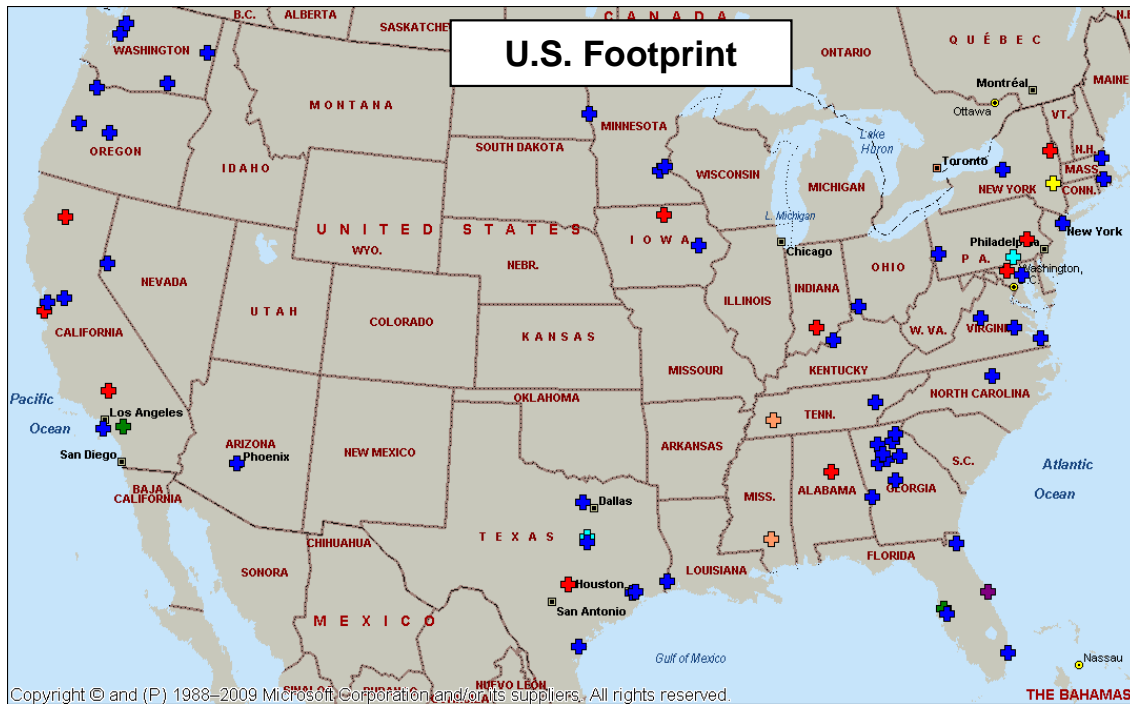 U.S. Footprint
B.C.
ALBERTA
SASKATCHE
CANADA
ONTARIO
QUÉBEC
N.
WASHINGTON
MONTANA
MINNESOTA
Lake
Huron
Ottawa
Montréal
MAINE
VT.
OREGON
IDAHO
SOUTH DAKOTA
WISCONSIN
MICHIGAN
Toronto
N.H.
MASS
NEW YORK
CONN.
UNITED STATES
WYO.
NEBR.
IOWA
L. Michigan
Chicago
New York
Philadelp
a
PA.
OHIO
Washington,
C
NEVADA
UTAH
COLORADO
KANSAS
ILLINOIS
INDIANA
W. VA.
VIRGINI
CALIFORNIA
MISSOURI
KENTUCKY
Pacific
Ocean
Los Angeles
San Diego
ARIZONA
Phoenix
NEW MEXICO
OKLAHOMA
ARKANSAS
TENN.
NORTH CAROLINA
S.C.
Atlantic
Ocean
BAJA
CALIFORNIA
Dallas
TEXAS
MISS.
ALABAMA
GEORGIA
CHIHUAHUA
SONORA
Houston
San Antonio
LOUISIANA
FLORIDA
MEXICO
Gulf of Mexico
Nassau
NUEVO LEÓN
THE BAHAMAS
Copyright © and (P) 1988–2009 Microsoft Corporation and/or its suppliers. All rights reserved.